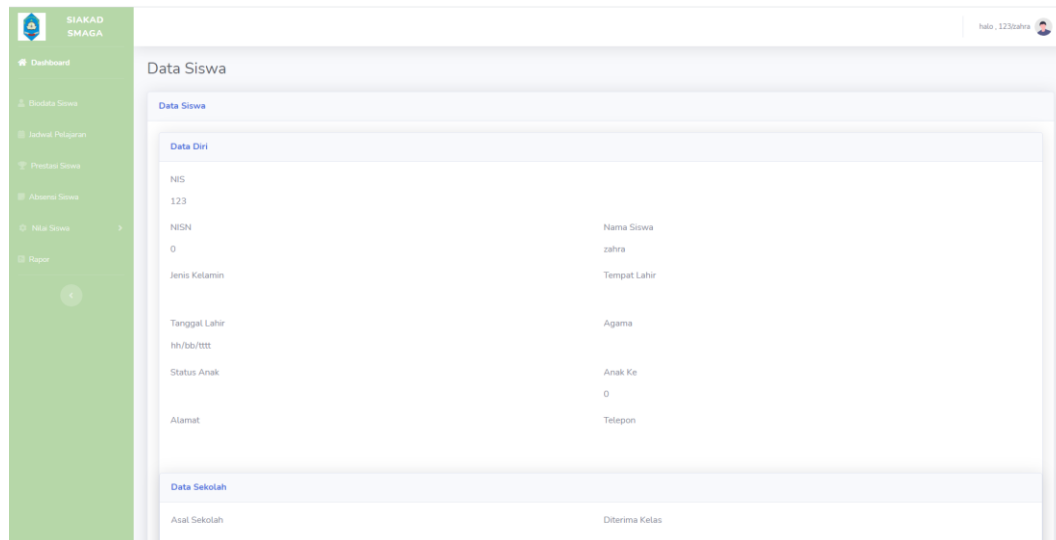 SIAKAD
SMAGA
halo , 123/zahra
Dashboard
Biodata Siswa
Jadwal Pelajaran
Prestasi Siswa
Absensi Siswa
Nilai Siswa
Rapor
Data Siswa
Data Siswa
Data Diri
NIS
123
NISN
Nama Siswa
0
zahra
Jenis Kelamin
Tempat Lahir
Tanggal Lahir
Agama
hh/bb/tttt
Status Anak
Anak Ke
0
Alamat
Telepon
Data Sekolah
Asal Sekolah
Diterima Kelas